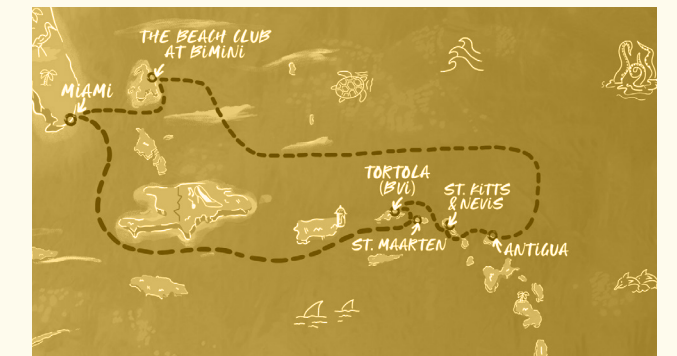 THE BEACH CLUB
AT BIMINI
MIAMI
TORTOLA
(BVI)
ST. KITTS
& NEVIS
ST. MAARTEN
ANTIGUA